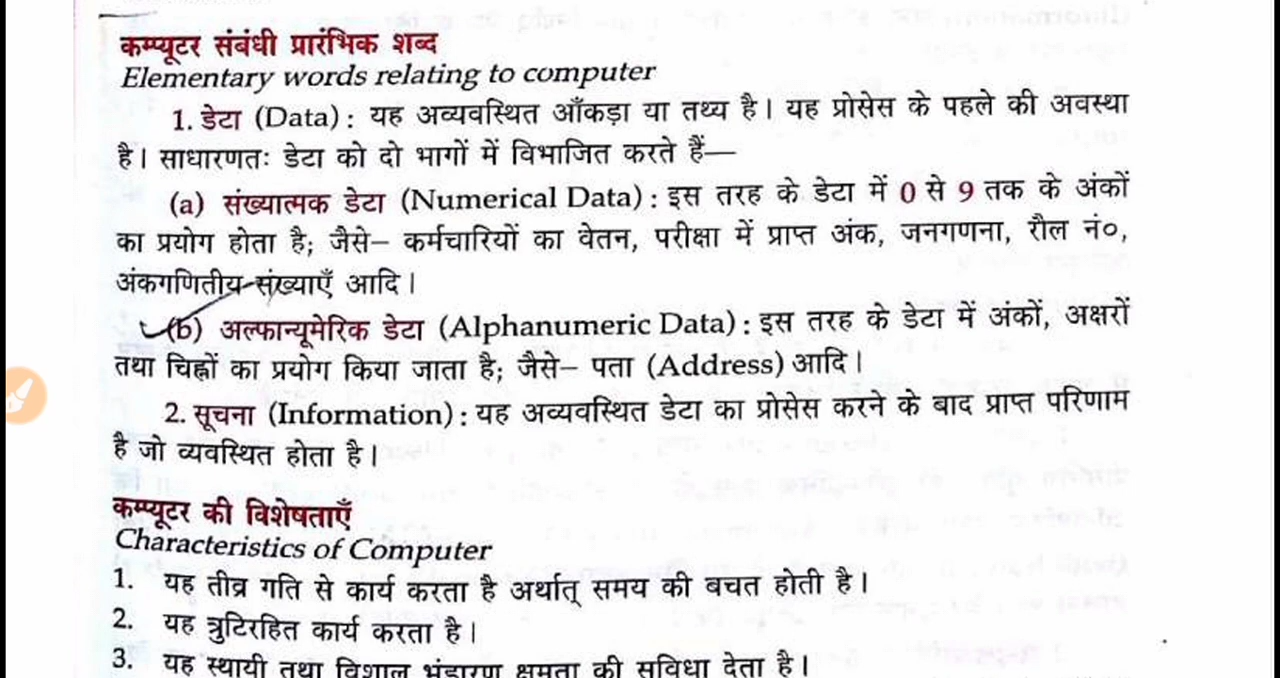 कम्प्यूटर संबंधी प्रारंभिक शब्द
Elementary words relating to computer
1. डेटा (Data) : यह अव्यवस्थित आँकड़ा या तथ्य है। यह प्रोसेस के पहले की अवस्था
है। साधारणतः डेटा को दो भागों में विभाजित करते हैं—
(a) संख्यात्मक डेटा (Numerical Data) : इस तरह के डेटा में 0 से 9 तक के अंकों
का प्रयोग होता है; जैसे– कर्मचारियों का वेतन, परीक्षा में प्राप्त अंक, जनगणना, रौल नं०,
अंकगणितीय संख्याएँ आदि।
(b) अल्फान्यूमेरिक डेटा (Alphanumeric Data) : इस तरह के डेटा में अंकों, अक्षरों
तथा चिह्नों का प्रयोग किया जाता है; जैसे– पता (Address) आदि।
2. सूचना (Information) : यह अव्यवस्थित डेटा का प्रोसेस करने के बाद प्राप्त परिणाम
है जो व्यवस्थित होता है।
कम्प्यूटर की विशेषताएँ
Characteristics of Computer
1. यह तीव्र गति से कार्य करता है अर्थात् समय की बचत होती है।
2. यह त्रुटिरहित कार्य करता है।
3. यह स्थायी तथा विशाल भंडारण क्षमता की सुविधा देता है।